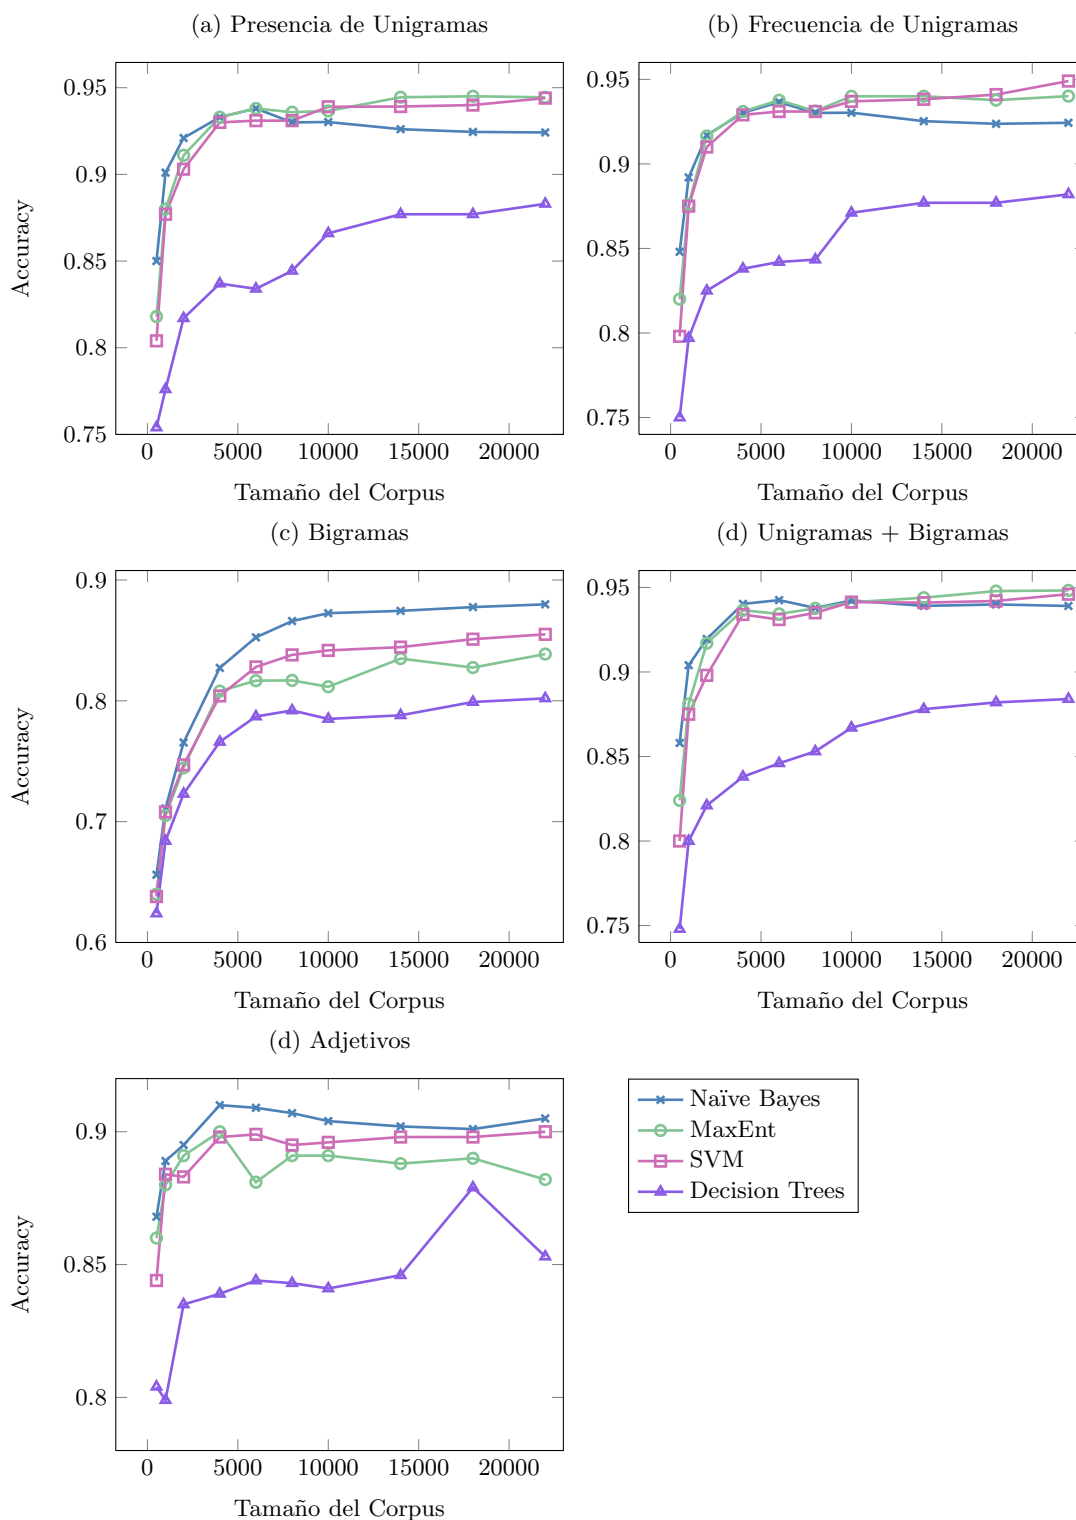 (a) Presencia de Unigramas
(b) Frecuencia de Unigramas
0.95
0.9
0.85
0.8
0.75
Accuracy
0 5000 10000 15000 20000
Tamaño del Corpus
0.95
0.9
0.85
0.8
0.75
0 5000 10000 15000 20000
Tamaño del Corpus
(c) Bigramas
(d) Unigramas + Bigramas
0.9
0.8
0.7
0.6
Accuracy
0 5000 10000 15000 20000
Tamaño del Corpus
0.95
0.9
0.85
0.8
0.75
0 5000 10000 15000 20000
Tamaño del Corpus
(d) Adjetivos
0.9
0.85
0.8
Accuracy
0 5000 10000 15000 20000
Tamaño del Corpus
Naïve Bayes
MaxEnt
SVM
Decision Trees